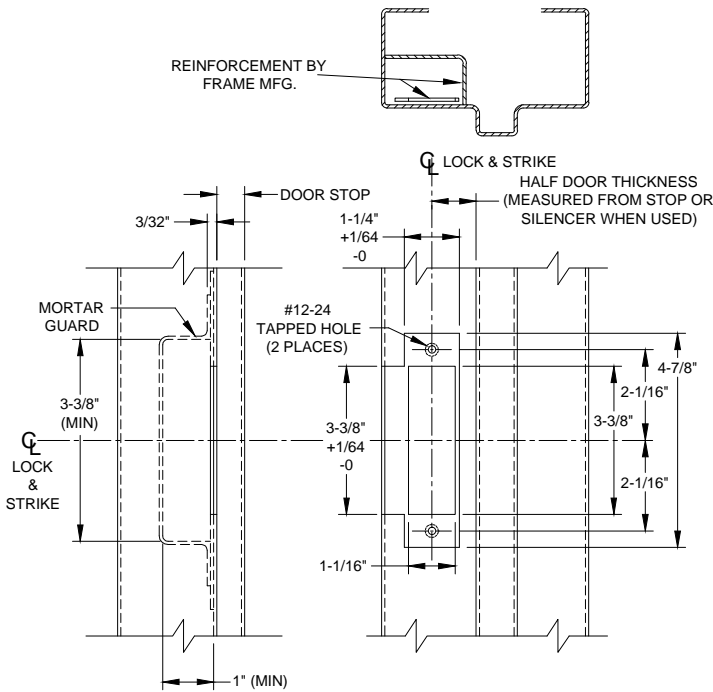 REINFORCEMENT BY
FRAME MFG.
CL LOCK & STRIKE
DOOR STOP
HALF DOOR THICKNESS
(MEASURED FROM STOP OR
SILENCER WHEN USED)
3/32"
1-1/4"
+1/64
-0
MORTAR
GUARD
#12-24
TAPPED HOLE
(2 PLACES)
4-7/8"
2-1/16"
3-3/8"
(MIN)
3-3/8"
+1/64
-0
3-3/8"
CL
LOCK
&
STRIKE
2-1/16"
1-1/16"
1" (MIN)